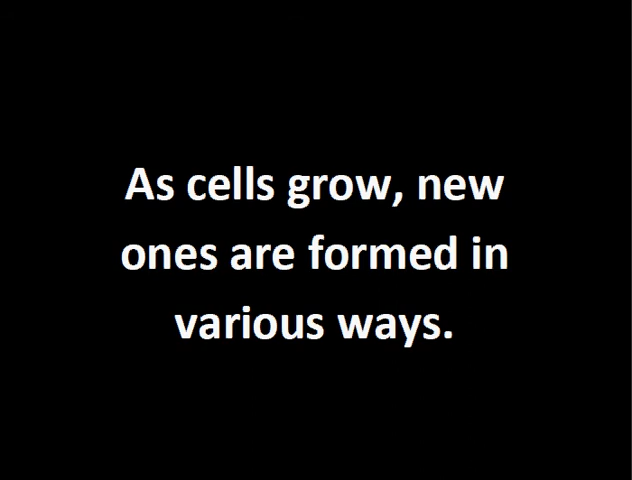 As cells grow, new
ones are formed in
various ways.